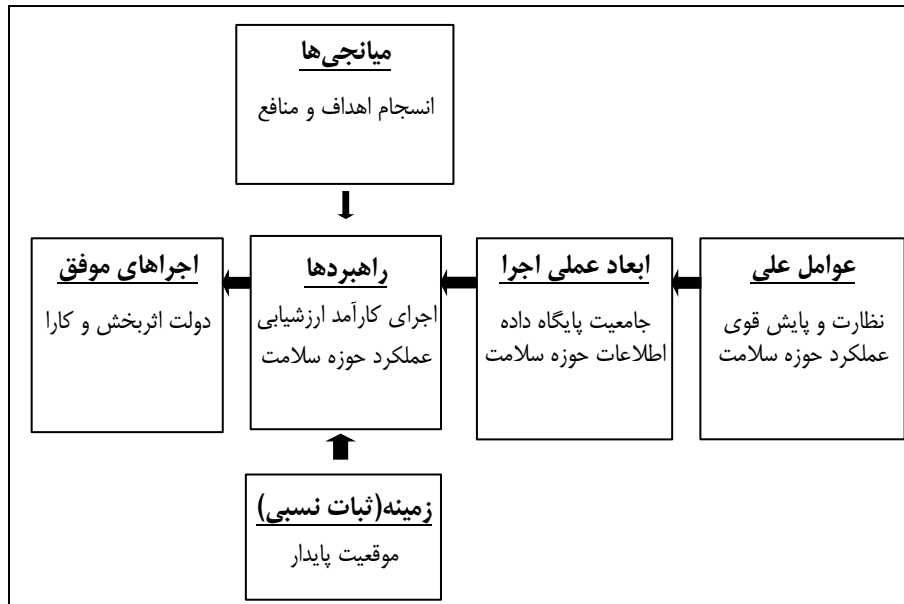 میانجی‌ها
انسجام اهداف و منافع
عوامل علی
نظارت و پایش قوی
عملکرد حوزه سلامت
ابعاد عملی اجرا
جامعیت پایگاه داده
اطلاعات حوزه سلامت
راهبردها
اجرای کارآمد ارزشیابی
عملکرد حوزه سلامت
اجراهای موفق
دولت اثربخش و کارا
زمینه(ثبات نسبی)
موقعیت پایدار